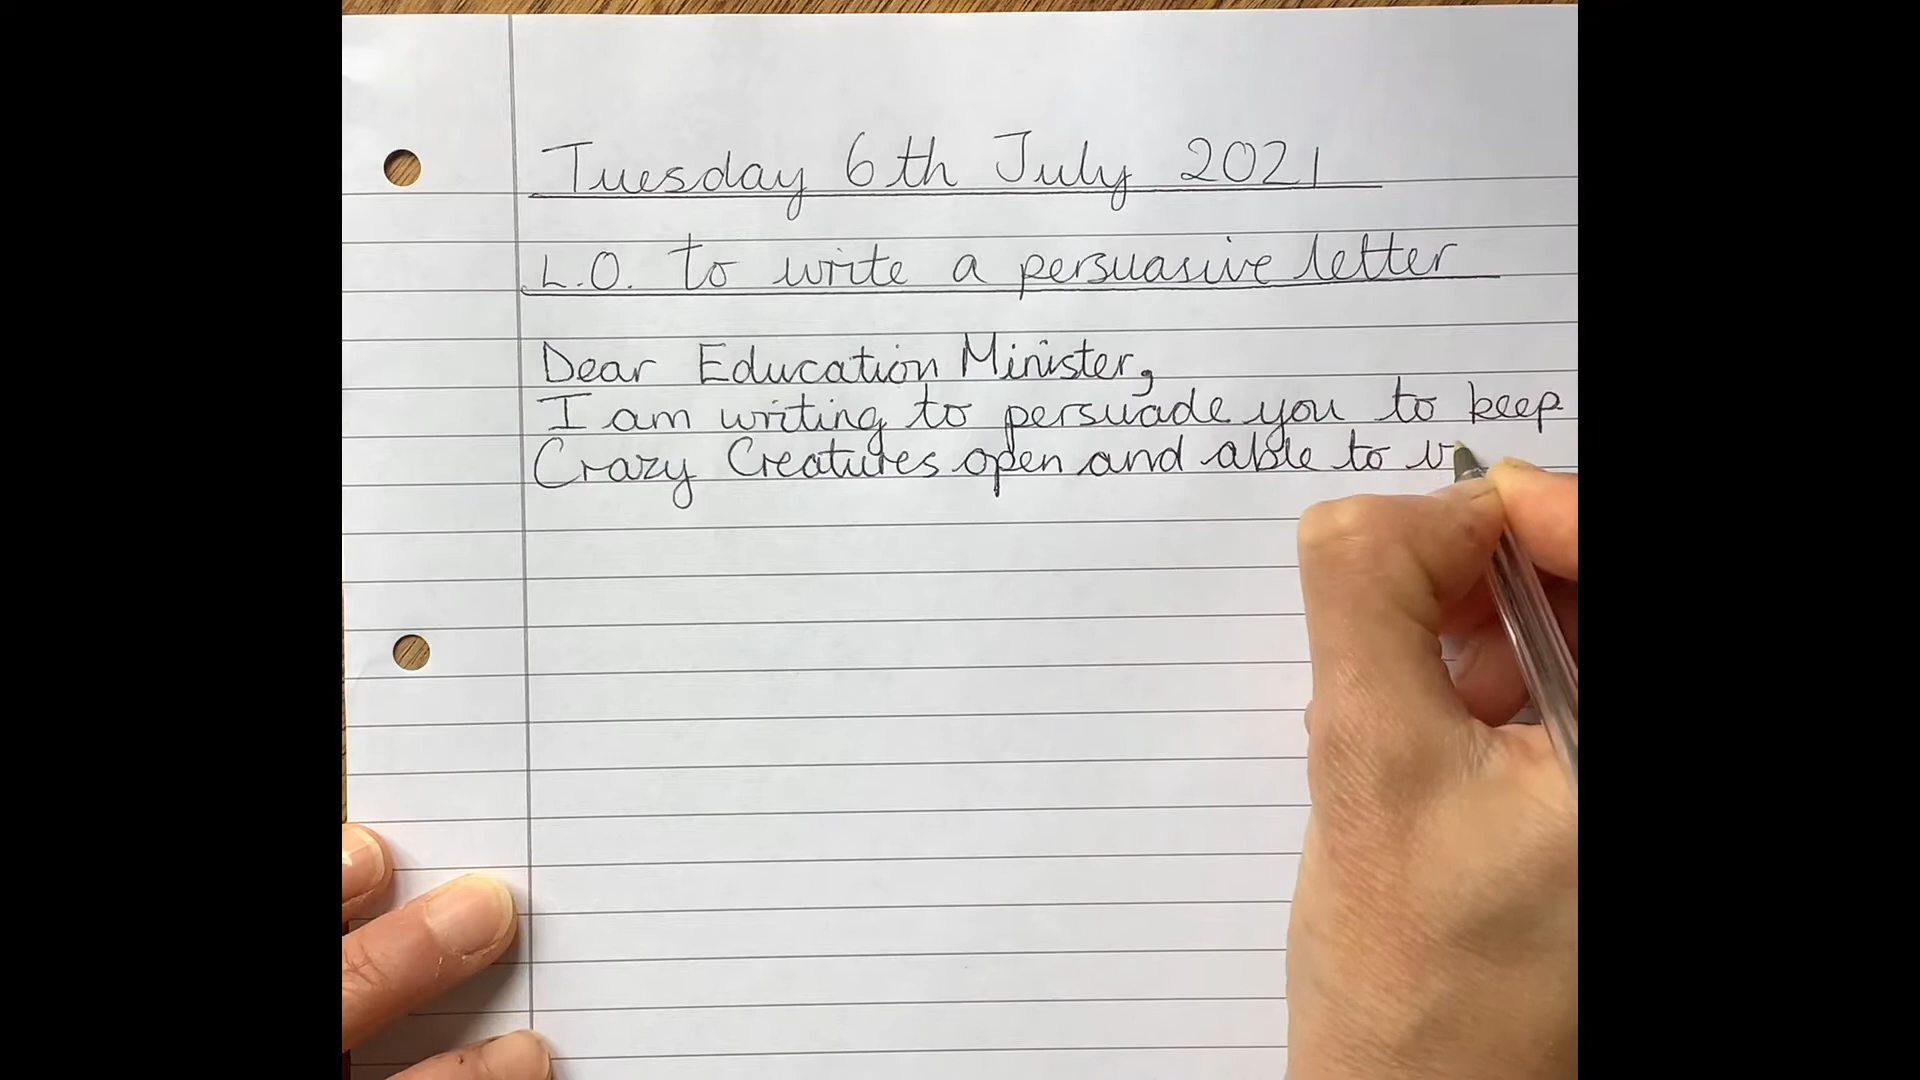 Tuesday 6th July 2021
L.O. to write a persuasive letter
Dear Education Minister,
I am writing to persuade you to keep
Crazy Creatures open and able to